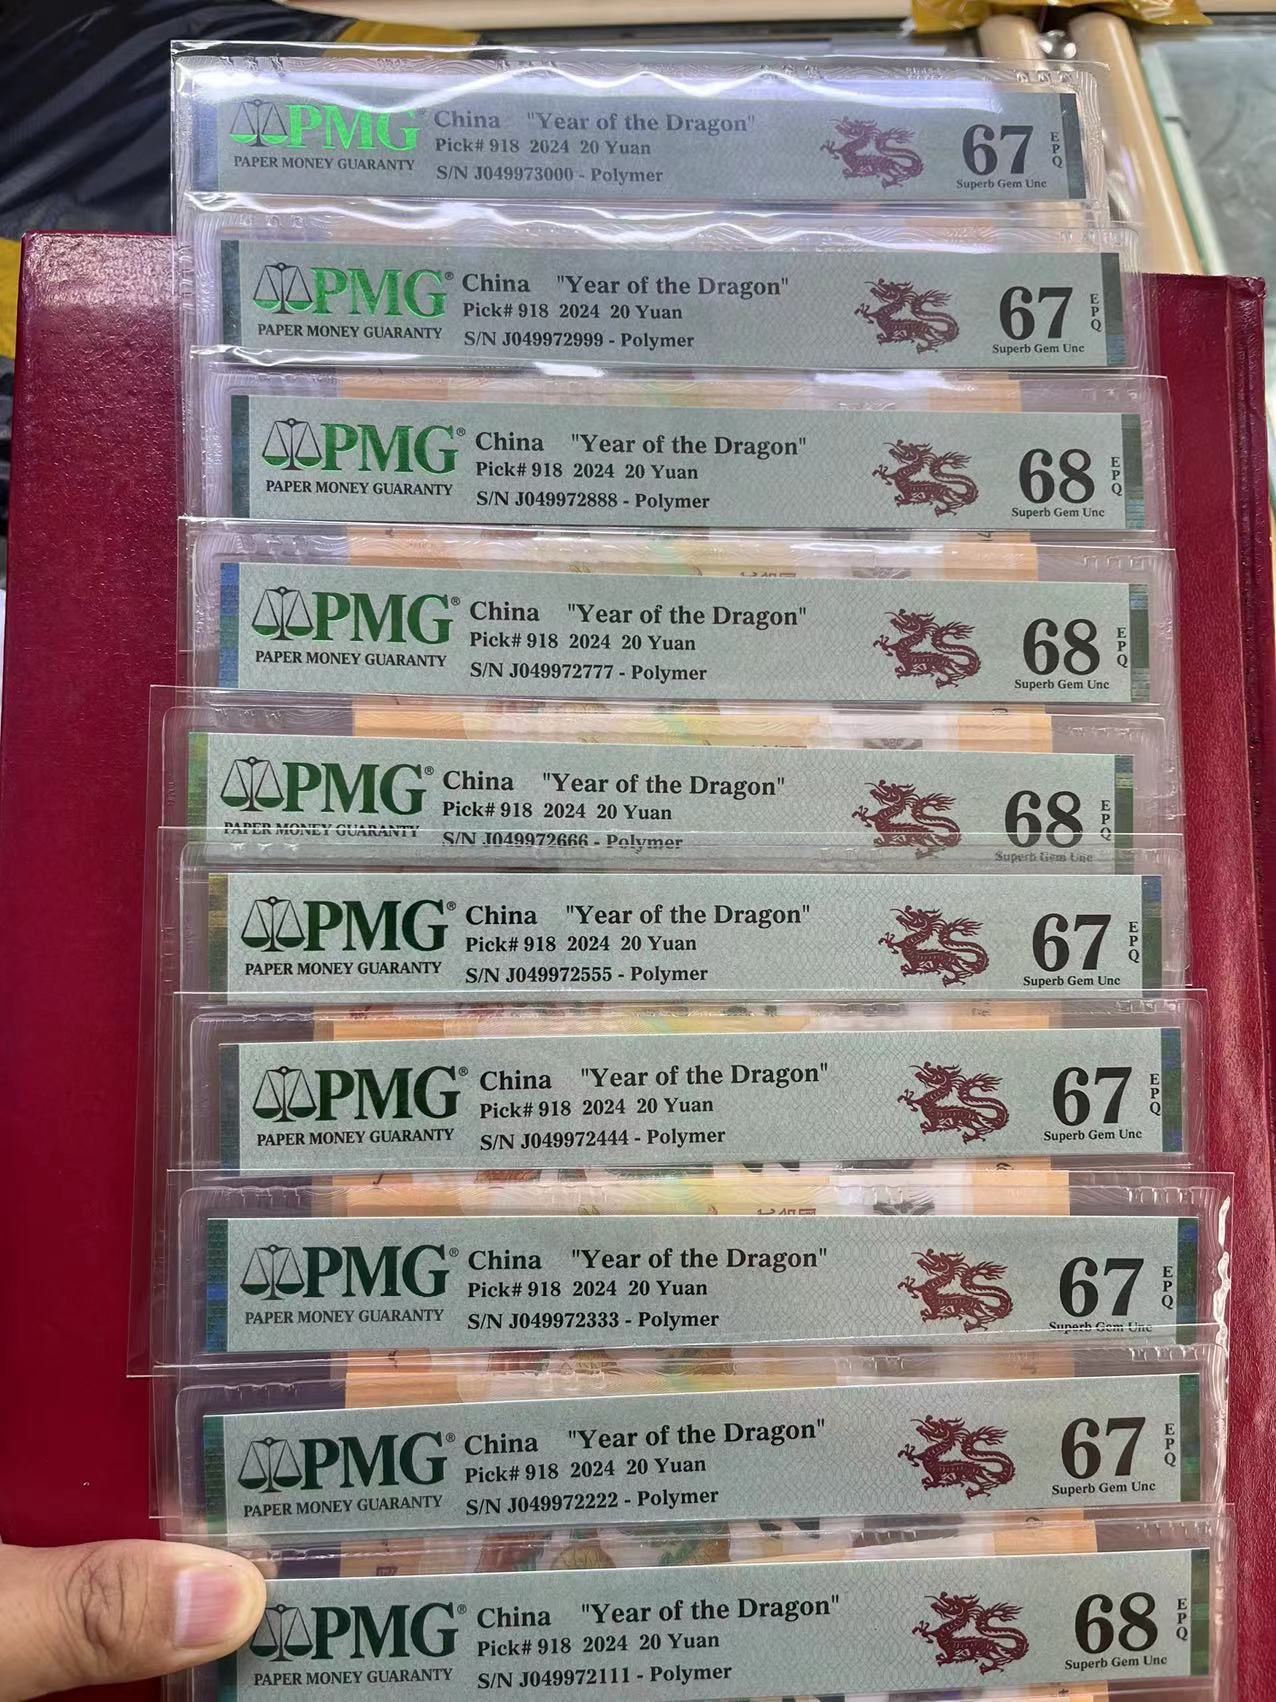 PMG China "Year of the Dragon"
Pick# 918 2024 20 Yuan 67 EPQ
PAPER MONEY GUARANTY S/N J049973000 - Polymer Superb Gem Unc
PMG® China "Year of the Dragon"
Pick# 918 2024 20 Yuan 67 EPQ
PAPER MONEY GUARANTY S/N J049972999 - Polymer Superb Gem Unc
PMG® China "Year of the Dragon"
Pick# 918 2024 20 Yuan 68 EPQ
PAPER MONEY GUARANTY S/N J049972888 - Polymer Superb Gem Unc
PMG® China "Year of the Dragon"
Pick# 918 2024 20 Yuan 68 EPQ
PAPER MONEY GUARANTY S/N J049972777 - Polymer Superb Gem Unc
PMG® China "Year of the Dragon"
Pick# 918 2024 20 Yuan 68 EPQ
PAPER MONEY GUARANTY S/N J049972666 - Polymer Superb Gem Unc
PMG® China "Year of the Dragon"
Pick# 918 2024 20 Yuan 67 EPQ
PAPER MONEY GUARANTY S/N J049972555 - Polymer Superb Gem Unc
PMG® China "Year of the Dragon"
Pick# 918 2024 20 Yuan 67 EPQ
PAPER MONEY GUARANTY S/N J049972444 - Polymer Superb Gem Unc
PMG® China "Year of the Dragon"
Pick# 918 2024 20 Yuan 67 EPQ
PAPER MONEY GUARANTY S/N J049972333 - Polymer Superb Gem Unc
PMG® China "Year of the Dragon"
Pick# 918 2024 20 Yuan 67 EPQ
PAPER MONEY GUARANTY S/N J049972222 - Polymer Superb Gem Unc
PMG® China "Year of the Dragon"
Pick# 918 2024 20 Yuan 68 EPQ
PAPER MONEY GUARANTY S/N J049972111 - Polymer Superb Gem Unc